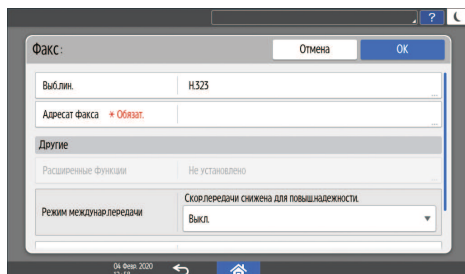 ?
Факс:
Отмена
OK
Выб.лин.
H.323
Адресат факса * Обязат.
Другие
Расширенные функции
Не установлено
Режим междунар.передачи
Скор.передачи снижена для повыш.надежности.
Выкл.
04 Февр. 2020